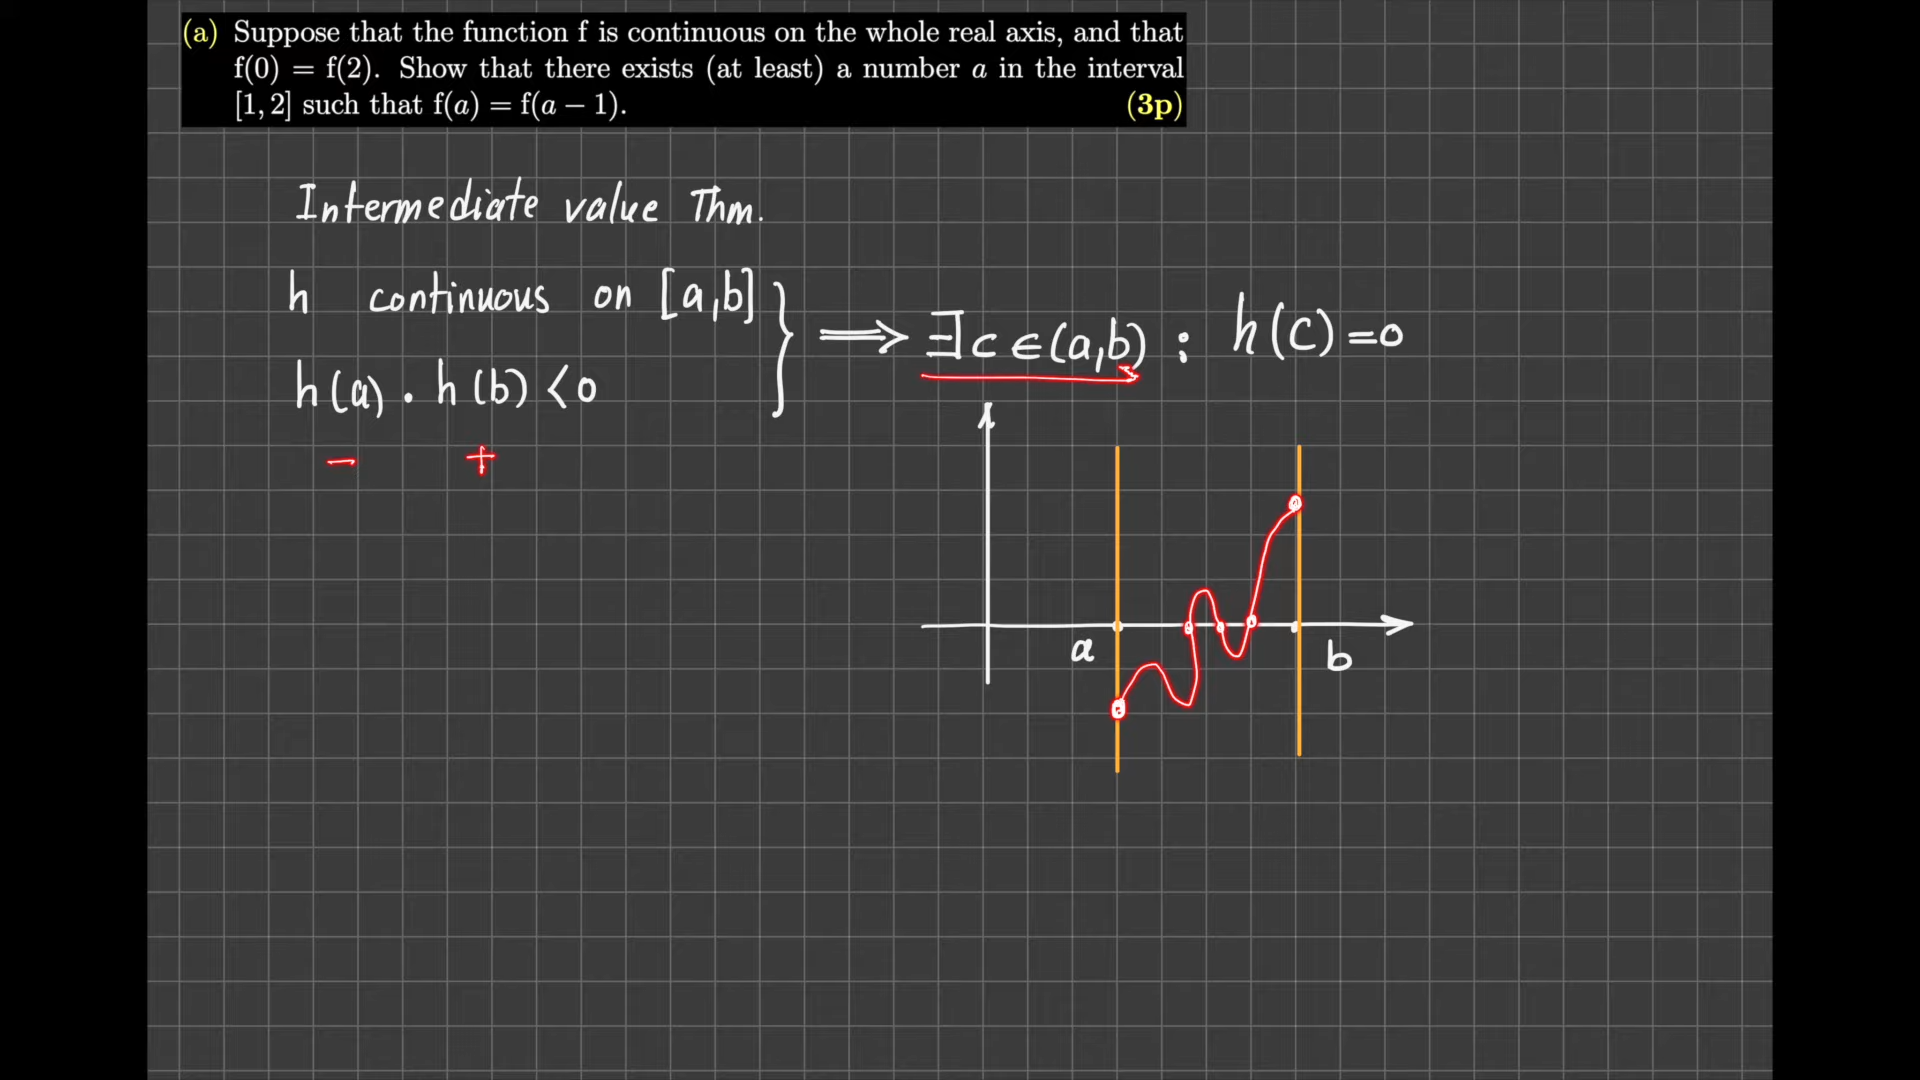 (a) Suppose that the function f is continuous on the whole real axis, and that
f(0) = f(2). Show that there exists (at least) a number a in the interval
[1, 2] such that f(a) = f(a − 1). (3p)
Intermediate value Thm.
h continuous on [a,b]
h(a) . h(b) < 0
} ⟹ ∃ c ∈ (a,b) : h(c) = 0
− +
a b